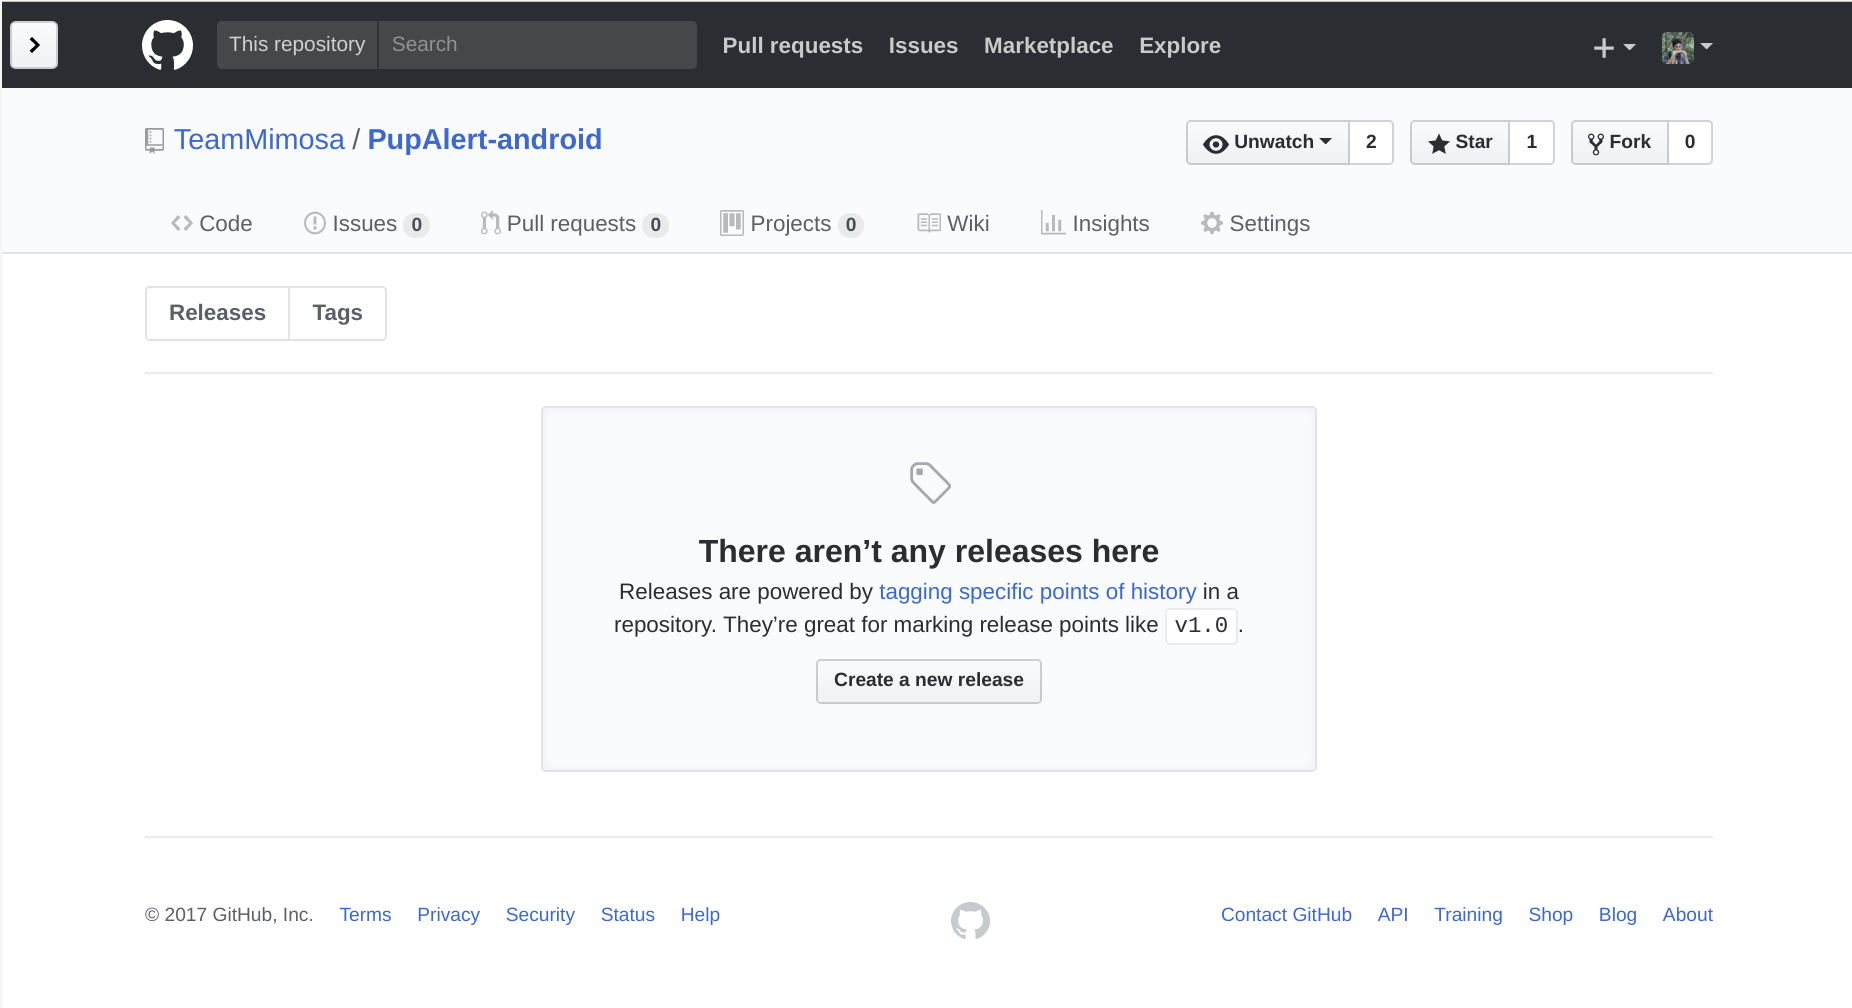 This repository Search Pull requests Issues Marketplace Explore
TeamMimosa / PupAlert-android Unwatch 2 Star 1 Fork 0
Code Issues 0 Pull requests 0 Projects 0 Wiki Insights Settings
Releases Tags
There aren’t any releases here
Releases are powered by tagging specific points of history in a
repository. They’re great for marking release points like v1.0.
Create a new release
© 2017 GitHub, Inc. Terms Privacy Security Status Help Contact GitHub API Training Shop Blog About